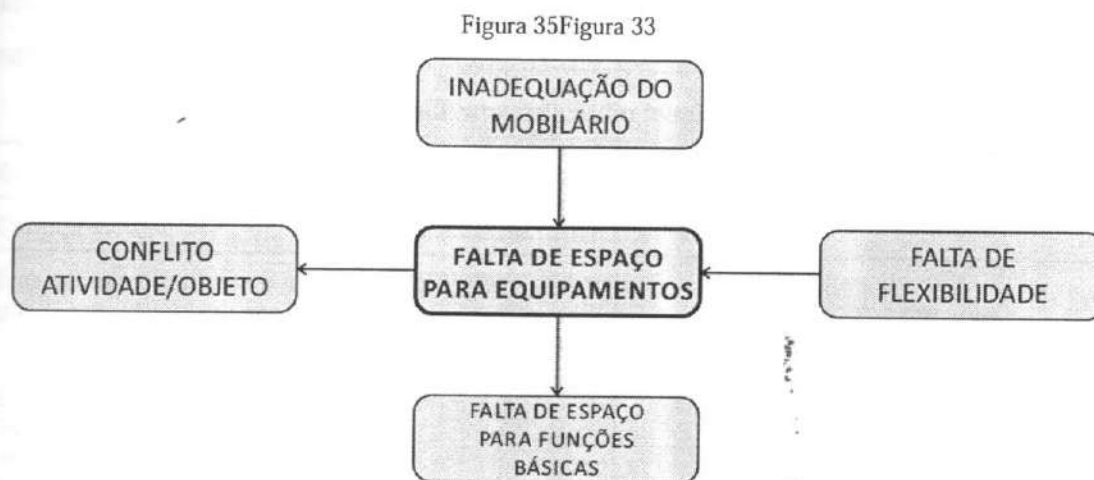 Figura 35Figura 33
INADEQUAÇÃO DO
MOBILÁRIO
CONFLITO
ATIVIDADE/OBJETO
FALTA DE ESPAÇO
PARA EQUIPAMENTOS
FALTA DE
FLEXIBILIDADE
FALTA DE ESPAÇO
PARA FUNÇÕES
BÁSICAS